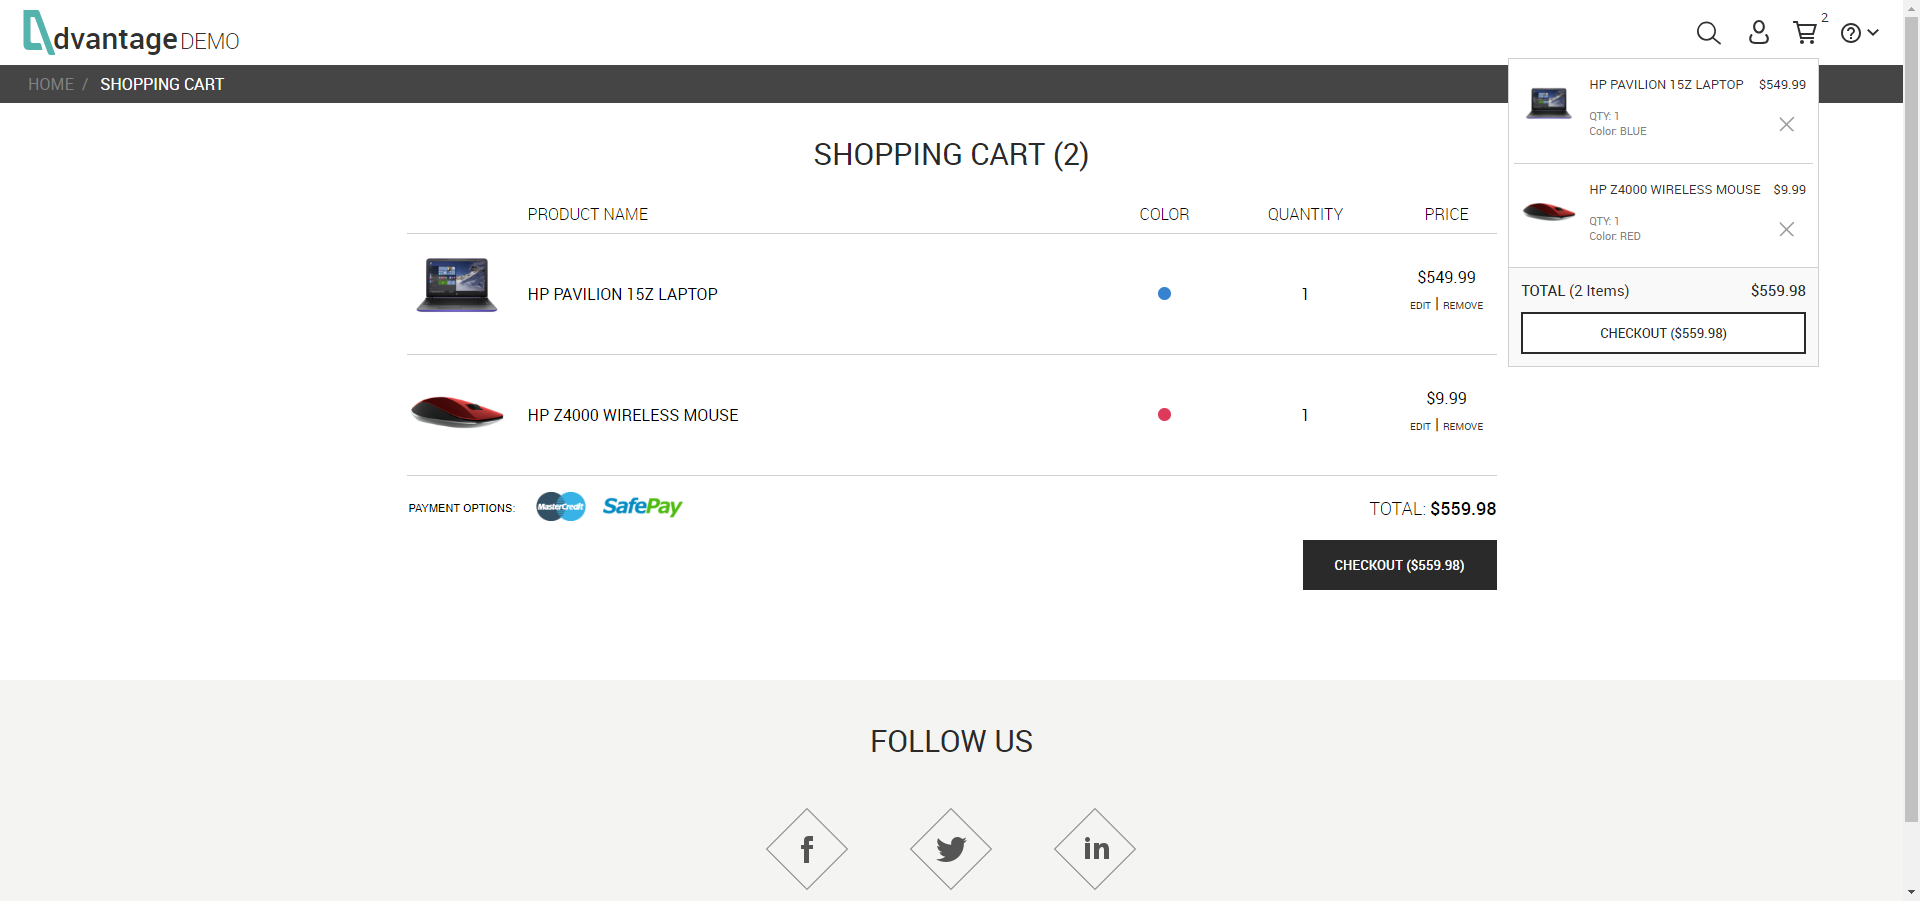 dvantage DEMO
2
HOME / SHOPPING CART
HP PAVILION 15Z LAPTOP $549.99
QTY: 1
Color: BLUE
HP Z4000 WIRELESS MOUSE $9.99
QTY: 1
Color: RED
TOTAL (2 Items) $559.98
CHECKOUT ($559.98)
SHOPPING CART (2)
PRODUCT NAME COLOR QUANTITY PRICE
HP PAVILION 15Z LAPTOP 1 $549.99
EDIT | REMOVE
HP Z4000 WIRELESS MOUSE 1 $9.99
EDIT | REMOVE
PAYMENT OPTIONS: MasterCredit SafePay TOTAL: $559.98
CHECKOUT ($559.98)
FOLLOW US
f in